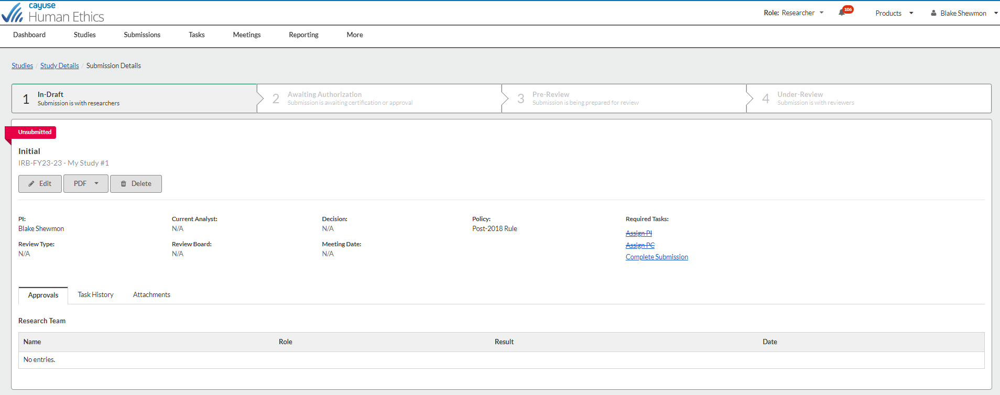 cayuse
Human Ethics
Role: Researcher
106
Products
Blake Shewmon
Dashboard
Studies
Submissions
Tasks
Meetings
Reporting
More
Studies / Study Details / Submission Details
1
In-Draft
Submission is with researchers
2
Awaiting Authorization
Submission is awaiting certification or approval
3
Pre-Review
Submission is being prepared for review
4
Under-Review
Submission is with reviewers
Unsubmitted
Initial
IRB-FY23-23 - My Study #1
Edit
PDF
Delete
PI:
Blake Shewmon
Current Analyst:
N/A
Decision:
N/A
Policy:
Post-2018 Rule
Required Tasks:
Assign PI
Assign PC
Complete Submission
Review Type:
N/A
Review Board:
N/A
Meeting Date:
N/A
Approvals
Task History
Attachments
Research Team
Name
Role
Result
Date
No entries.